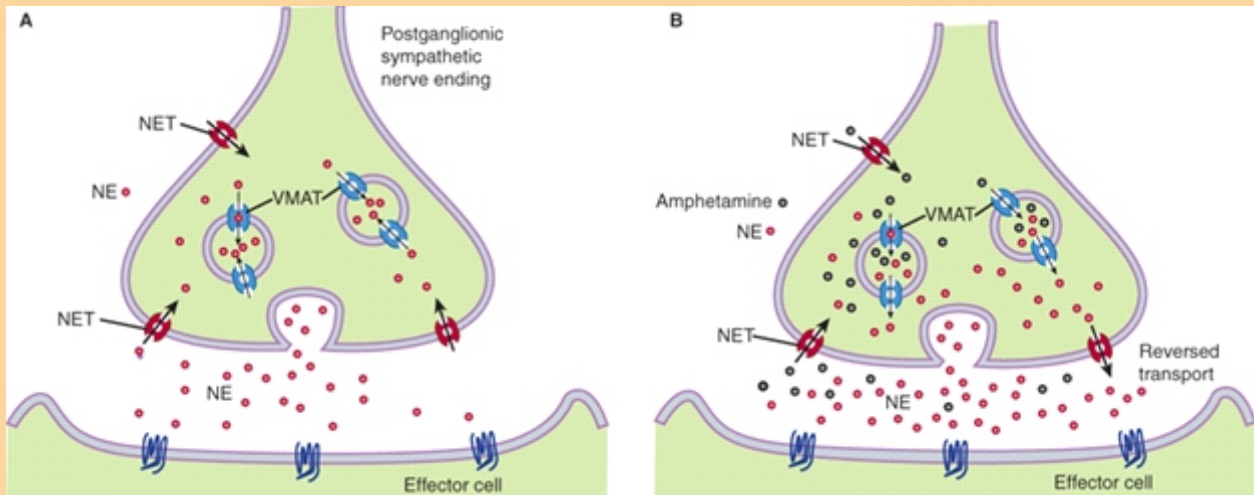 A
Postganglionic
sympathetic
nerve ending
NET
NE
VMAT
NET
NE
Effector cell
B
NET
Amphetamine
NE
VMAT
NET
Reversed
transport
NE
Effector cell